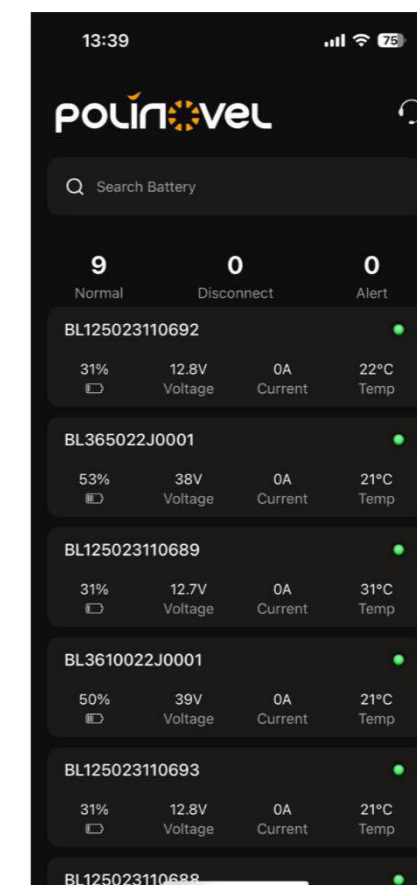 13:39 75
POLINOVEL
Search Battery
9 0 0
Normal Disconnect Alert
BL125023110692
31% 12.8V 0A 22°C
Voltage Current Temp
BL365022J0001
53% 38V 0A 21°C
Voltage Current Temp
BL125023110689
31% 12.7V 0A 31°C
Voltage Current Temp
BL3610022J0001
50% 39V 0A 21°C
Voltage Current Temp
BL125023110693
31% 12.8V 0A 21°C
Voltage Current Temp
BL125023110688